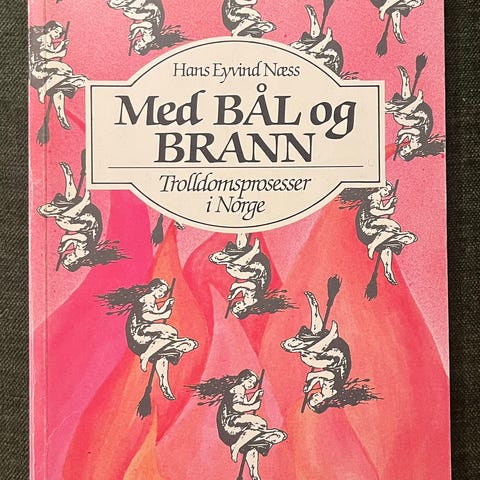 Hans Eyvind Næss
Med BÅL og
BRANN
Trolldomsprosesser
i Norge